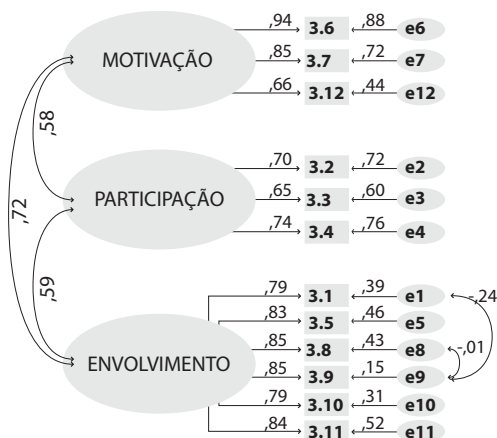 ,94 3.6 ,88 e6
MOTIVAÇÃO ,85 3.7 ,72 e7
,66 3.12 ,44 e12
,58
,70 3.2 ,72 e2
PARTICIPAÇÃO ,65 3.3 ,60 e3
,72
,74 3.4 ,76 e4
,59
,79 3.1 ,39 e1
-,24
,83 3.5 ,46 e5
,85 3.8 ,43 e8
-,01
ENVOLVIMENTO ,85 3.9 ,15 e9
,79 3.10 ,31 e10
,84 3.11 ,52 e11